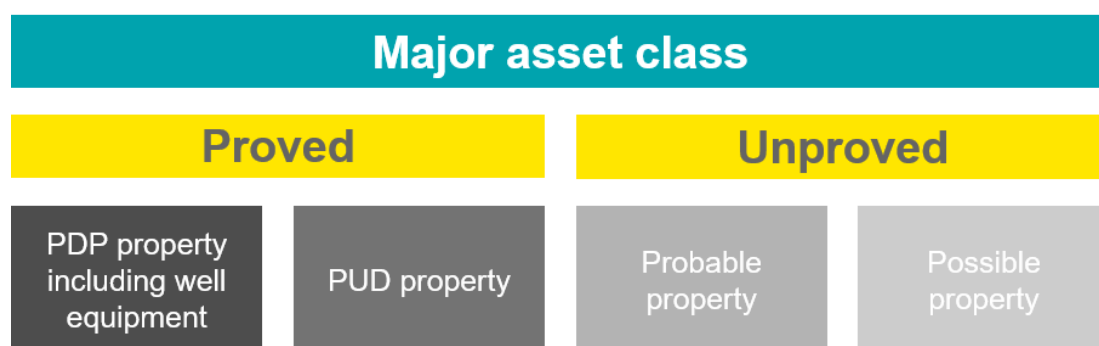 Major asset class
Proved
Unproved
PDP property
including well
equipment
PUD property
Probable
property
Possible
property